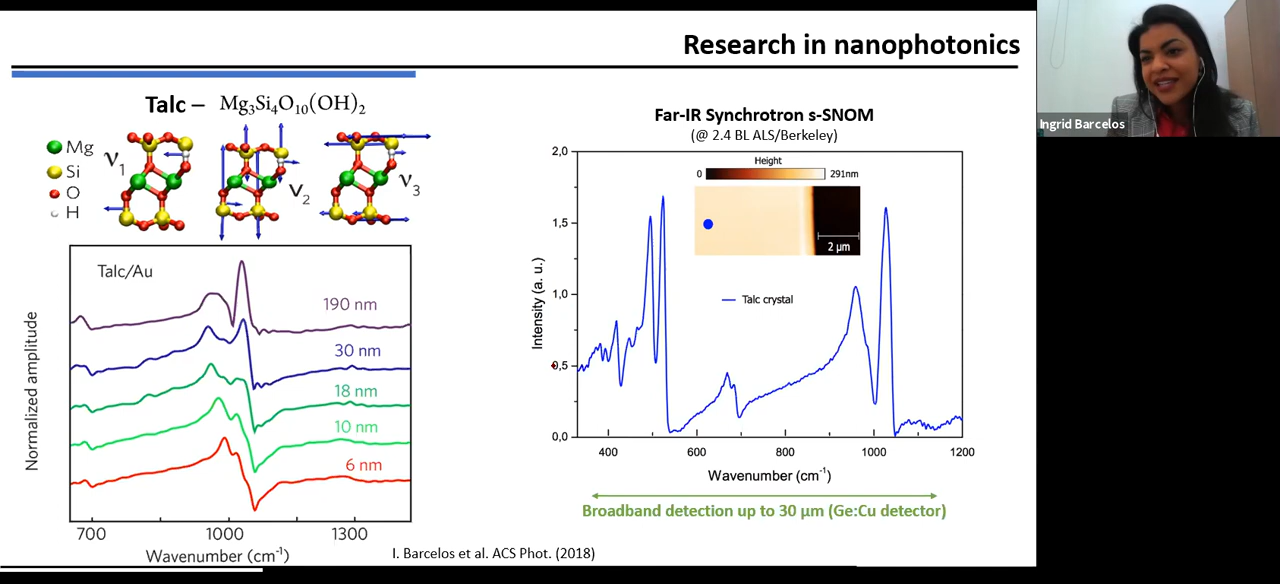 Research in nanophotonics
Ingrid Barcelos
Talc – Mg₃Si₄O₁₀(OH)₂
Mg
Si
O
H
ν₁
ν₂
ν₃
Talc/Au
190 nm
30 nm
18 nm
10 nm
6 nm
Normalized amplitude
700 1000 1300
Wavenumber (cm⁻¹)
Far-IR Synchrotron s-SNOM
(@ 2.4 BL ALS/Berkeley)
2,0
1,5
1,0
0,5
0,0
Intensity (a. u.)
Height
0 291nm
2 μm
Talc crystal
400 600 800 1000 1200
Wavenumber (cm⁻¹)
Broadband detection up to 30 μm (Ge:Cu detector)
I. Barcelos et al. ACS Phot. (2018)